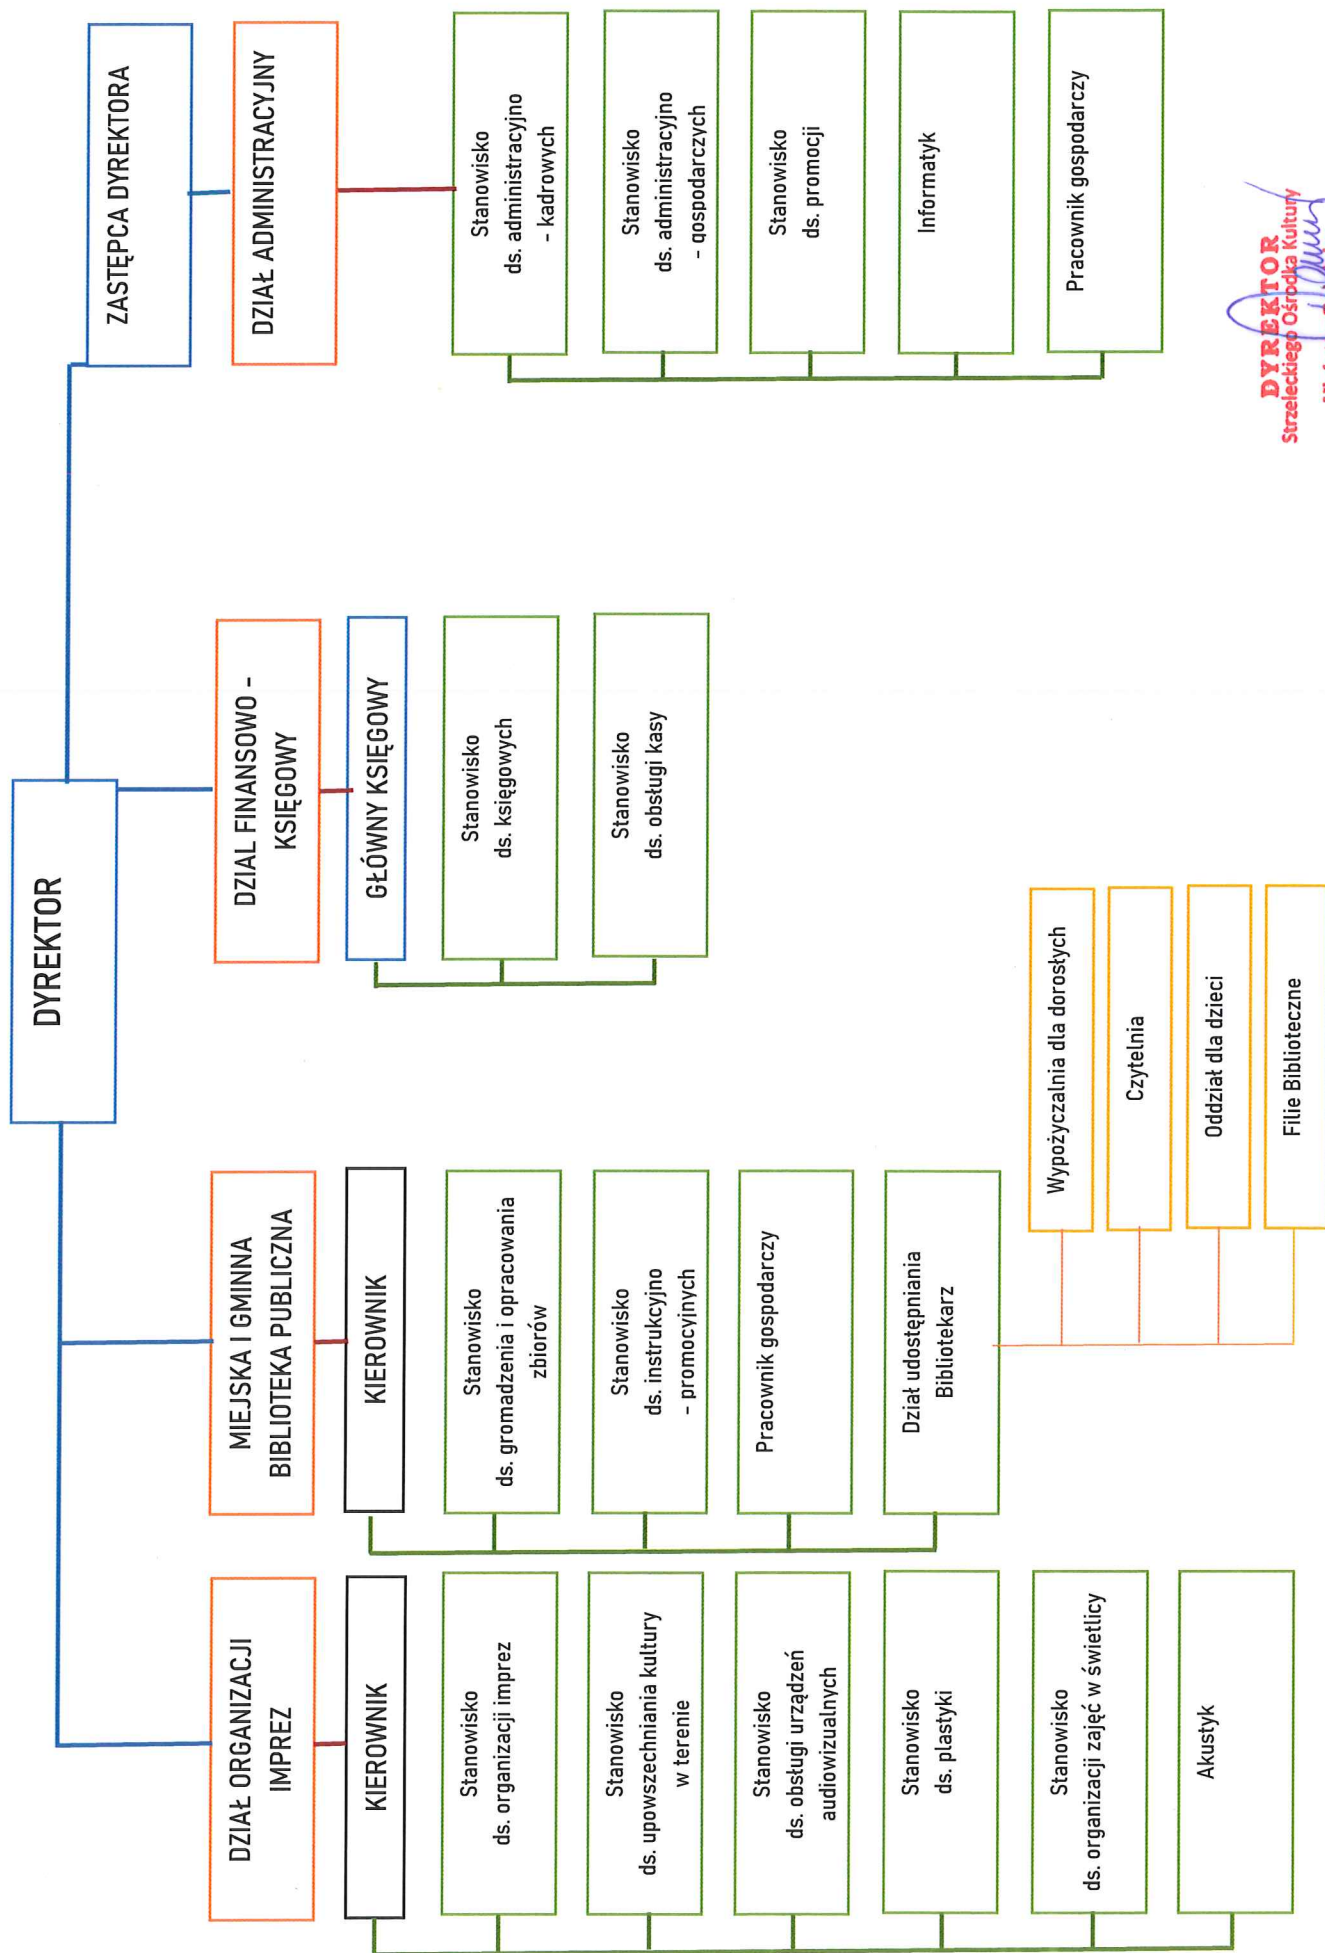 DYREKTOR
DZIAŁ ORGANIZACJI
IMPREZ
KIEROWNIK
Stanowisko
ds. organizacji imprez
Stanowisko
ds. upowszechniania kultury
w terenie
Stanowisko
ds. obsługi urządzeń
audiowizualnych
Stanowisko
ds. plastyki
Stanowisko
ds. organizacji zajęć w świetlicy
Akustyk
MIEJSKA I GMINNA
BIBLIOTEKA PUBLICZNA
KIEROWNIK
Stanowisko
ds. gromadzenia i opracowania
zbiorów
Stanowisko
ds. instrukcyjno
- promocyjnych
Pracownik gospodarczy
Dział udostępniania
Bibliotekarz
Wypożyczalnia dla dorosłych
Czytelnia
Oddział dla dzieci
Filie Biblioteczne
DZIAL FINANSOWO -
KSIĘGOWY
GŁÓWNY KSIĘGOWY
Stanowisko
ds. księgowych
Stanowisko
ds. obsługi kasy
ZASTĘPCA DYREKTORA
DZIAŁ ADMINISTRACYJNY
Stanowisko
ds. administracyjno
- kadrowych
Stanowisko
ds. administracyjno
- gospodarczych
Stanowisko
ds. promocji
Informatyk
Pracownik gospodarczy
DYREKTOR
Strzeleckiego Ośrodka Kultury